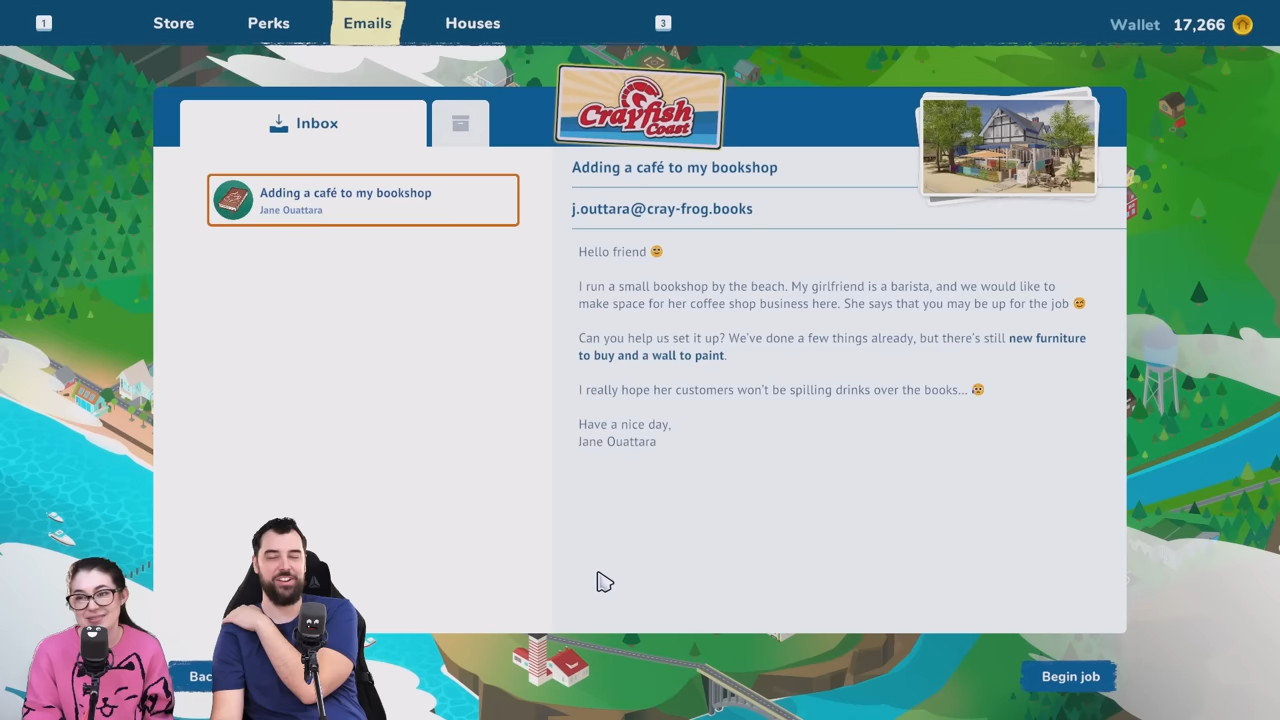 1 Store Perks Emails Houses 3 Wallet 17,266
Inbox
Crayfish
Coast
Adding a café to my bookshop
Jane Ouattara
Adding a café to my bookshop
j.outtara@cray-frog.books
Hello friend
I run a small bookshop by the beach. My girlfriend is a barista, and we would like to
make space for her coffee shop business here. She says that you may be up for the job
Can you help us set it up? We've done a few things already, but there's still new furniture
to buy and a wall to paint.
I really hope her customers won't be spilling drinks over the books...
Have a nice day,
Jane Ouattara
Bac
Begin job